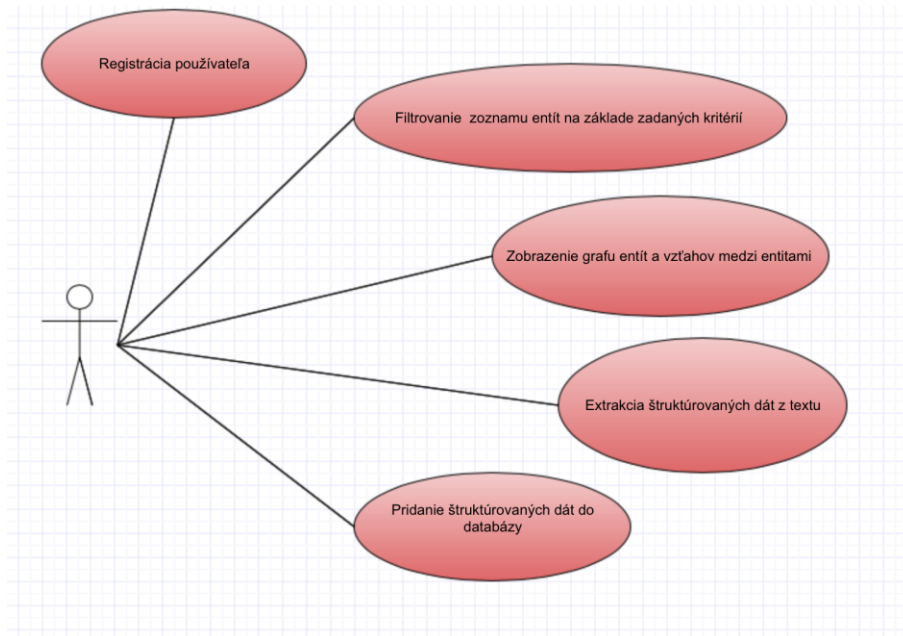 Registrácia používateľa
Filtrovanie zoznamu entít na základe zadaných kritérií
Zobrazenie grafu entít a vzťahov medzi entitami
Extrakcia štruktúrovaných dát z textu
Pridanie štruktúrovaných dát do
databázy